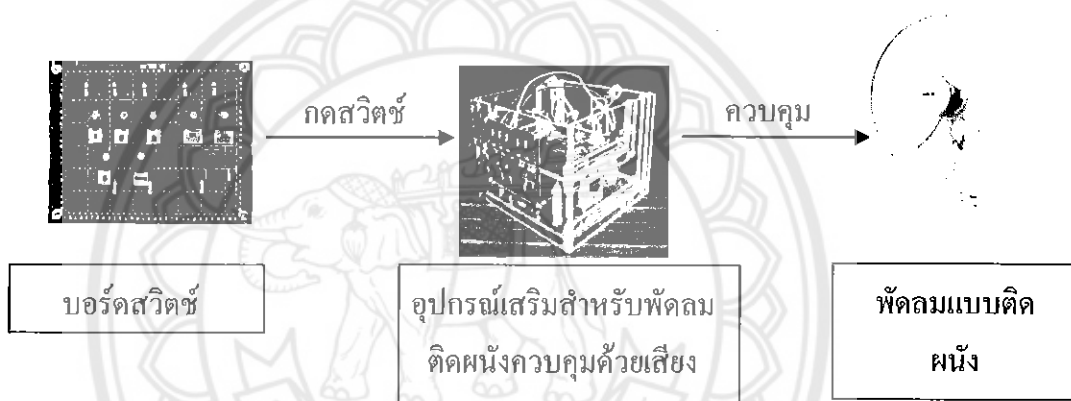 กดสวิตช์
ควบคุม
บอร์ดสวิตช์
อุปกรณ์เสริมสำหรับพัดลม
ติดผนังควบคุมด้วยเสียง
พัดลมแบบติด
ผนัง